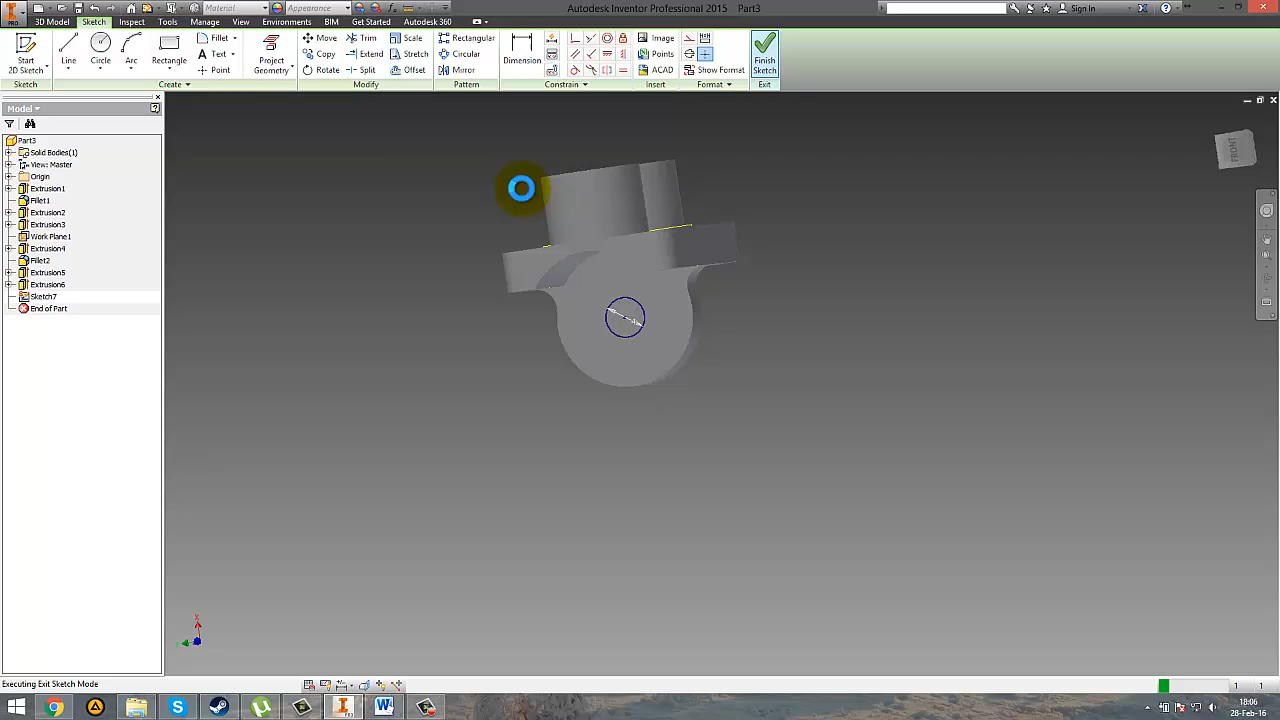 Material
Appearance
Autodesk Inventor Professional 2015 Part3
Sign In
PRO
3D Model
Sketch
Inspect
Tools
Manage
View
Environments
BIM
Get Started
Autodesk 360
Start
2D Sketch
Line
Circle
Arc
Rectangle
Fillet
Text
Point
Project
Geometry
Move
Copy
Rotate
Trim
Extend
Split
Scale
Stretch
Offset
Rectangular
Circular
Mirror
Dimension
Image
Points
ACAD
Show Format
Finish
Sketch
Sketch
Create
Modify
Pattern
Constrain
Insert
Format
Exit
Model
Part3
Solid Bodies(1)
View: Master
Origin
Extrusion1
Fillet1
Extrusion2
Extrusion3
Work Plane1
Extrusion4
Fillet2
Extrusion5
Extrusion6
Sketch7
End of Part
FRONT
Executing Exit Sketch Mode
1 1
18:06
28-Feb-16